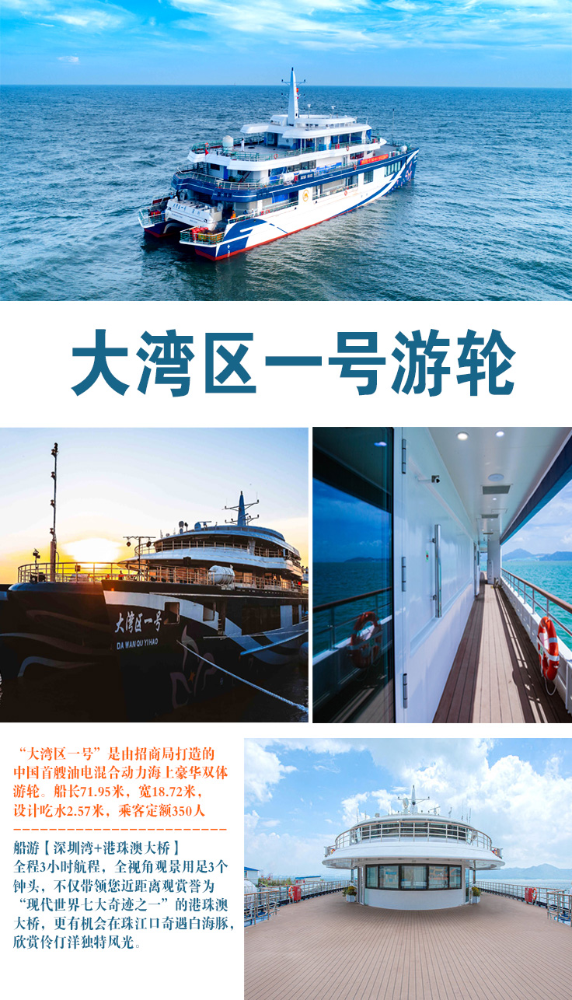 大湾区一号游轮
大湾区一号
DA WAN QU YI HAO
“大湾区一号”是由招商局打造的
中国首艘油电混合动力海上豪华双体
游轮。船长71.95米，宽18.72米，
设计吃水2.57米，乘客定额350人
船游【深圳湾+港珠澳大桥】
全程3小时航程，全视角观景用足3个
钟头，不仅带领您近距离观赏誉为
“现代世界七大奇迹之一”的港珠澳
大桥，更有机会在珠江口奇遇白海豚，
欣赏伶仃洋独特风光。